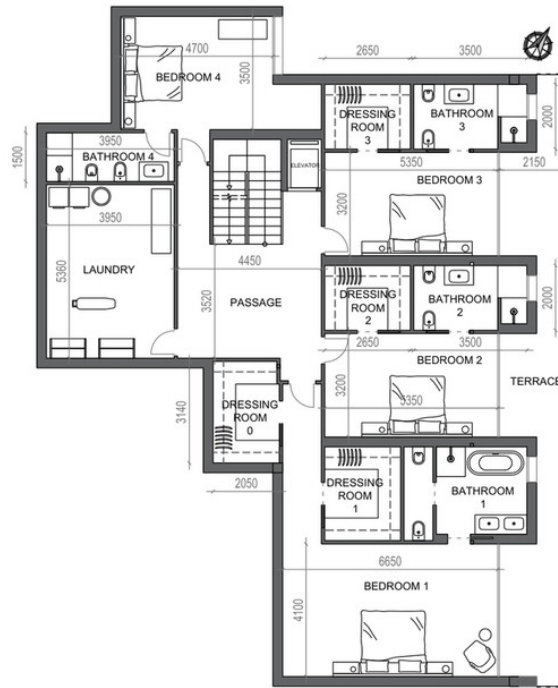 4700
BEDROOM 4
3500
2650
3500
2000
DRESSING
ROOM
3
BATHROOM
3
1500
3950
BATHROOM 4
ELEVATOR
5350
2150
BEDROOM 3
3200
3950
5360
LAUNDRY
4450
PASSAGE
3520
DRESSING
ROOM
2
BATHROOM
2
2000
2650
3500
BEDROOM 2
TERRACE
3200
5350
3140
DRESSING
ROOM
0
2050
DRESSING
ROOM
1
BATHROOM
1
6650
BEDROOM 1
4100